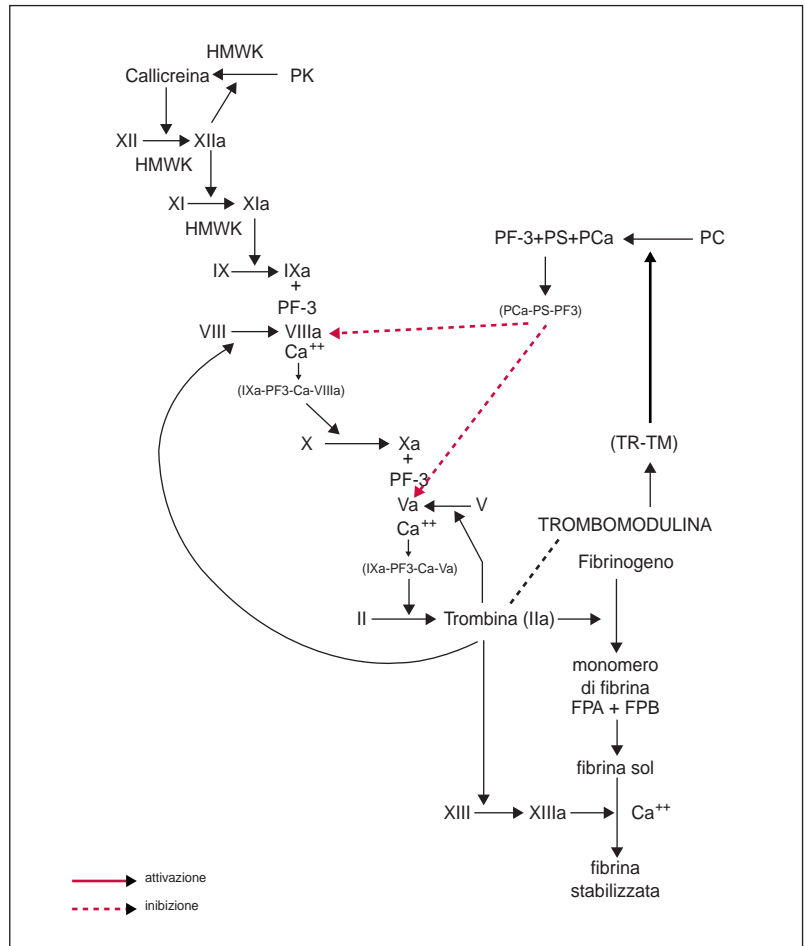 HMWK
Callicreina PK
XII XIIa
HMWK
XI XIa
HMWK
PF-3+PS+PCa PC
IX IXa
+
PF-3
(PCa-PS-PF3)
VIII VIIIa
Ca++
(IXa-PF3-Ca-VIIIa)
X Xa
+
PF-3
(TR-TM)
Va V
Ca++
TROMBOMODULINA
(IXa-PF3-Ca-Va)
Fibrinogeno
II Trombina (IIa)
monomero
di fibrina
FPA + FPB
fibrina sol
XIII XIIIa Ca++
fibrina
stabilizzata
attivazione
inibizione